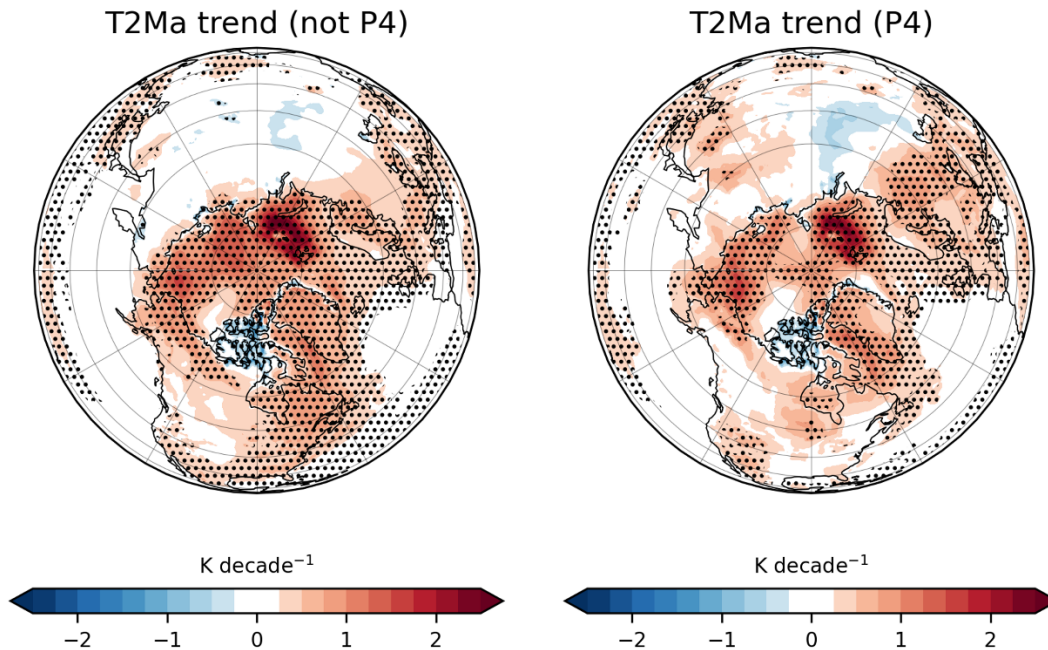 T2Ma trend (not P4)
T2Ma trend (P4)
K decade⁻¹
−2 −1 0 1 2
K decade⁻¹
−2 −1 0 1 2